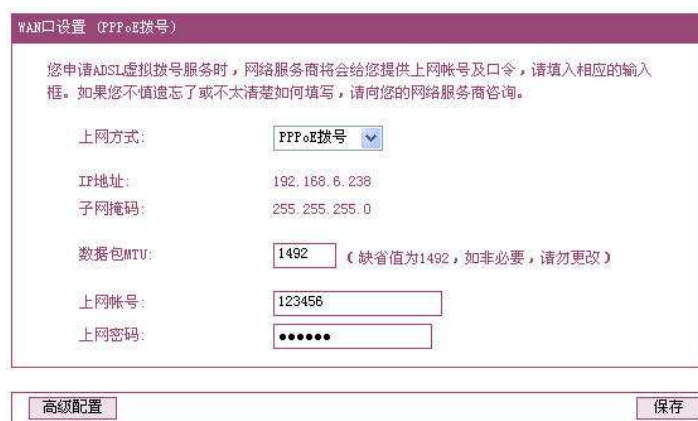 WAN口设置 (PPPoE拨号)
您申请ADSL虚拟拨号服务时，网络服务商将会给您提供上网帐号及口令，请填入相应的输入
框。如果您不慎遗忘了或不太清楚如何填写，请向您的网络服务商咨询。
上网方式: PPPoE拨号
IP地址: 192.168.6.238
子网掩码: 255.255.255.0
数据包MTU: 1492 (缺省值为1492，如非必要，请勿更改)
上网帐号: 123456
上网密码: ●●●●●●
高级配置 保存